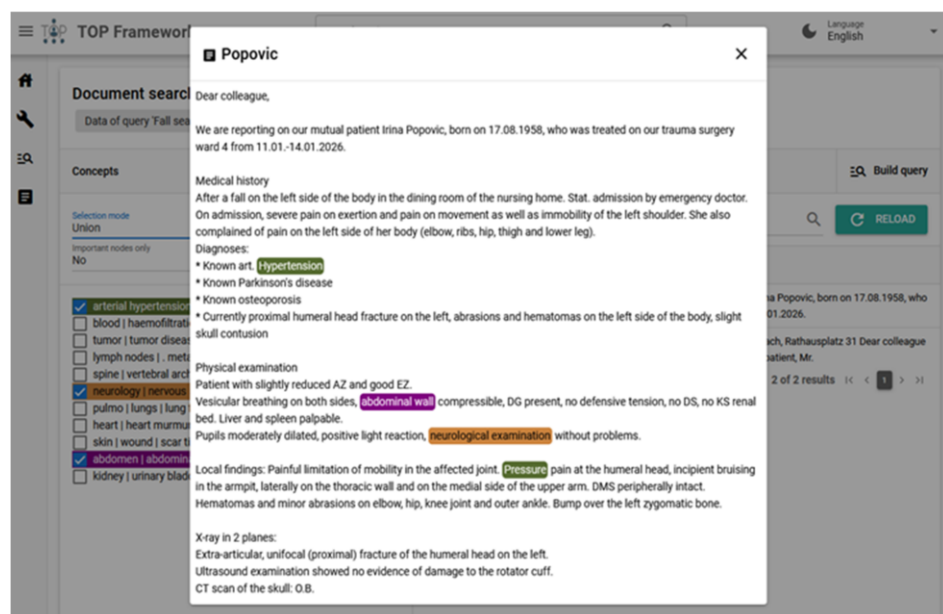 TOP Framework
Language
English
Document search
Data of query 'Fall sea
Concepts
Build query
Selection mode
Union
Important nodes only
No
RELOAD
arterial hypertension
blood | haemofiltrati
tumor | tumor diseas
lymph nodes | . meta
spine | vertebral arch
neurology | nervous
pulmo | lungs | lung
heart | heart murmu
skin | wound | scar ti
abdomen | abdomin
kidney | urinary blad
a Popovic, born on 17.08.1958, who
01.2026.
ch, Rathausplatz 31 Dear colleague
patient, Mr.
2 of 2 results
1
Popovic
Dear colleague,
We are reporting on our mutual patient Irina Popovic, born on 17.08.1958, who was treated on our trauma surgery
ward 4 from 11.01.-14.01.2026.
Medical history
After a fall on the left side of the body in the dining room of the nursing home. Stat. admission by emergency doctor.
On admission, severe pain on exertion and pain on movement as well as immobility of the left shoulder. She also
complained of pain on the left side of her body (elbow, ribs, hip, thigh and lower leg).
Diagnoses:
* Known art. Hypertension
* Known Parkinson's disease
* Known osteoporosis
* Currently proximal humeral head fracture on the left, abrasions and hematomas on the left side of the body, slight
skull contusion
Physical examination
Patient with slightly reduced AZ and good EZ.
Vesicular breathing on both sides, abdominal wall compressible, DG present, no defensive tension, no DS, no KS renal
bed. Liver and spleen palpable.
Pupils moderately dilated, positive light reaction, neurological examination without problems.
Local findings: Painful limitation of mobility in the affected joint. Pressure pain at the humeral head, incipient bruising
in the armpit, laterally on the thoracic wall and on the medial side of the upper arm. DMS peripherally intact.
Hematomas and minor abrasions on elbow, hip, knee joint and outer ankle. Bump over the left zygomatic bone.
X-ray in 2 planes:
Extra-articular, unifocal (proximal) fracture of the humeral head on the left.
Ultrasound examination showed no evidence of damage to the rotator cuff.
CT scan of the skull: O.B.